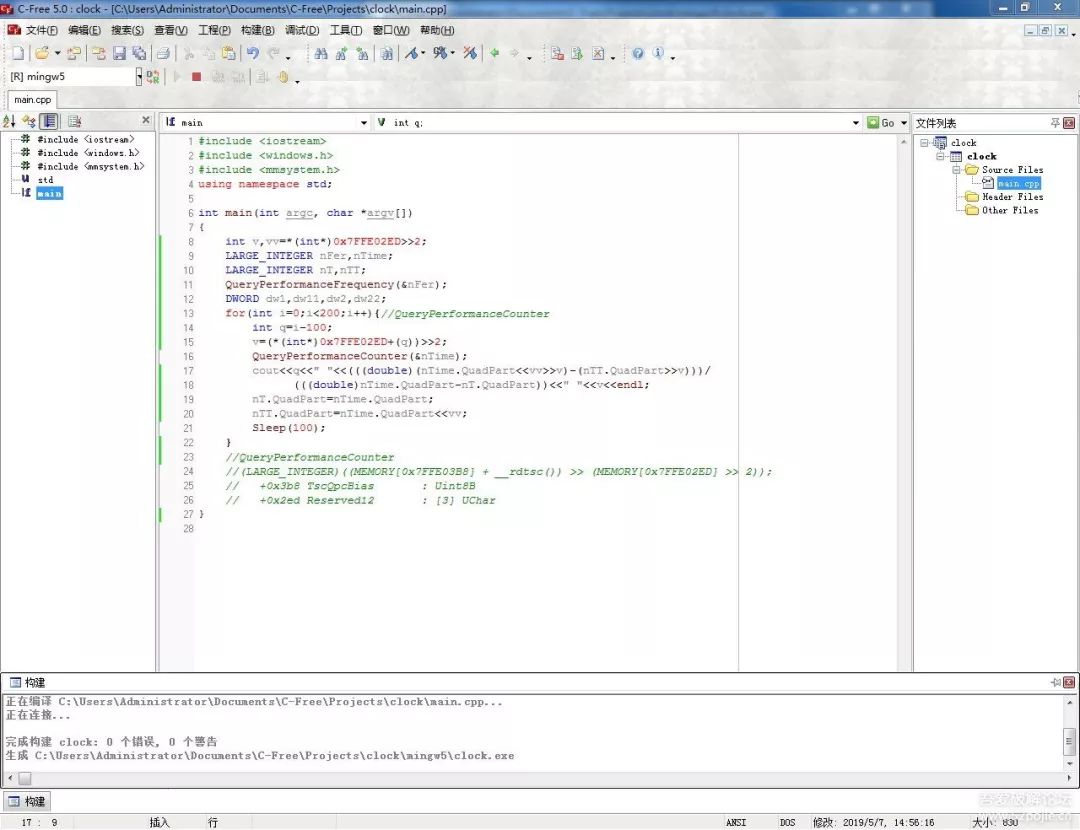 C-Free 5.0 : clock - [C:\Users\Administrator\Documents\C-Free\Projects\clock\main.cpp]
文件(F) 编辑(E) 搜索(S) 查看(V) 工程(P) 构建(B) 调试(D) 工具(T) 窗口(W) 帮助(H)
[R] mingw5
main.cpp
main
int q;
Go
文件列表
#include <iostream>
#include <windows.h>
#include <mmsystem.h>
std
main
1 #include <iostream>
2 #include <windows.h>
3 #include <mmsystem.h>
4 using namespace std;
5
6 int main(int argc, char *argv[])
7 {
8 int v,vv=*(int*)0x7FFE02ED>>2;
9 LARGE_INTEGER nFer,nTime;
10 LARGE_INTEGER nT,nTT;
11 QueryPerformanceFrequency(&nFer);
12 DWORD dw1,dw11,dw2,dw22;
13 for(int i=0;i<200;i++){//QueryPerformanceCounter
14 int q=i-100;
15 v=(*(int*)0x7FFE02ED+(q))>>2;
16 QueryPerformanceCounter(&nTime);
17 cout<<q<<" "<<(((double)(nTime.QuadPart<<vv>>v)-(nTT.QuadPart>>v)))/
18 (((double)nTime.QuadPart-nT.QuadPart))<<" "<<v<<endl;
19 nT.QuadPart=nTime.QuadPart;
20 nTT.QuadPart=nTime.QuadPart<<vv;
21 Sleep(100);
22 }
23 //QueryPerformanceCounter
24 //(LARGE_INTEGER)((MEMORY[0x7FFE03B8] + __rdtsc()) >> (MEMORY[0x7FFE02ED] >> 2));
25 // +0x3b8 TscQpcBias : Uint8B
26 // +0x2ed Reserved12 : [3] UChar
27 }
28
clock
clock
Source Files
main.cpp
Header Files
Other Files
构建
正在编译 C:\Users\Administrator\Documents\C-Free\Projects\clock\main.cpp...
正在连接...
完成构建 clock: 0 个错误, 0 个警告
生成 C:\Users\Administrator\Documents\C-Free\Projects\clock\mingw5\clock.exe
构建
吾爱破解论坛
www.52pojie.cn
17 : 9 插入 行 ANSI DOS 修改: 2019/5/7, 14:56:16 大小: 830